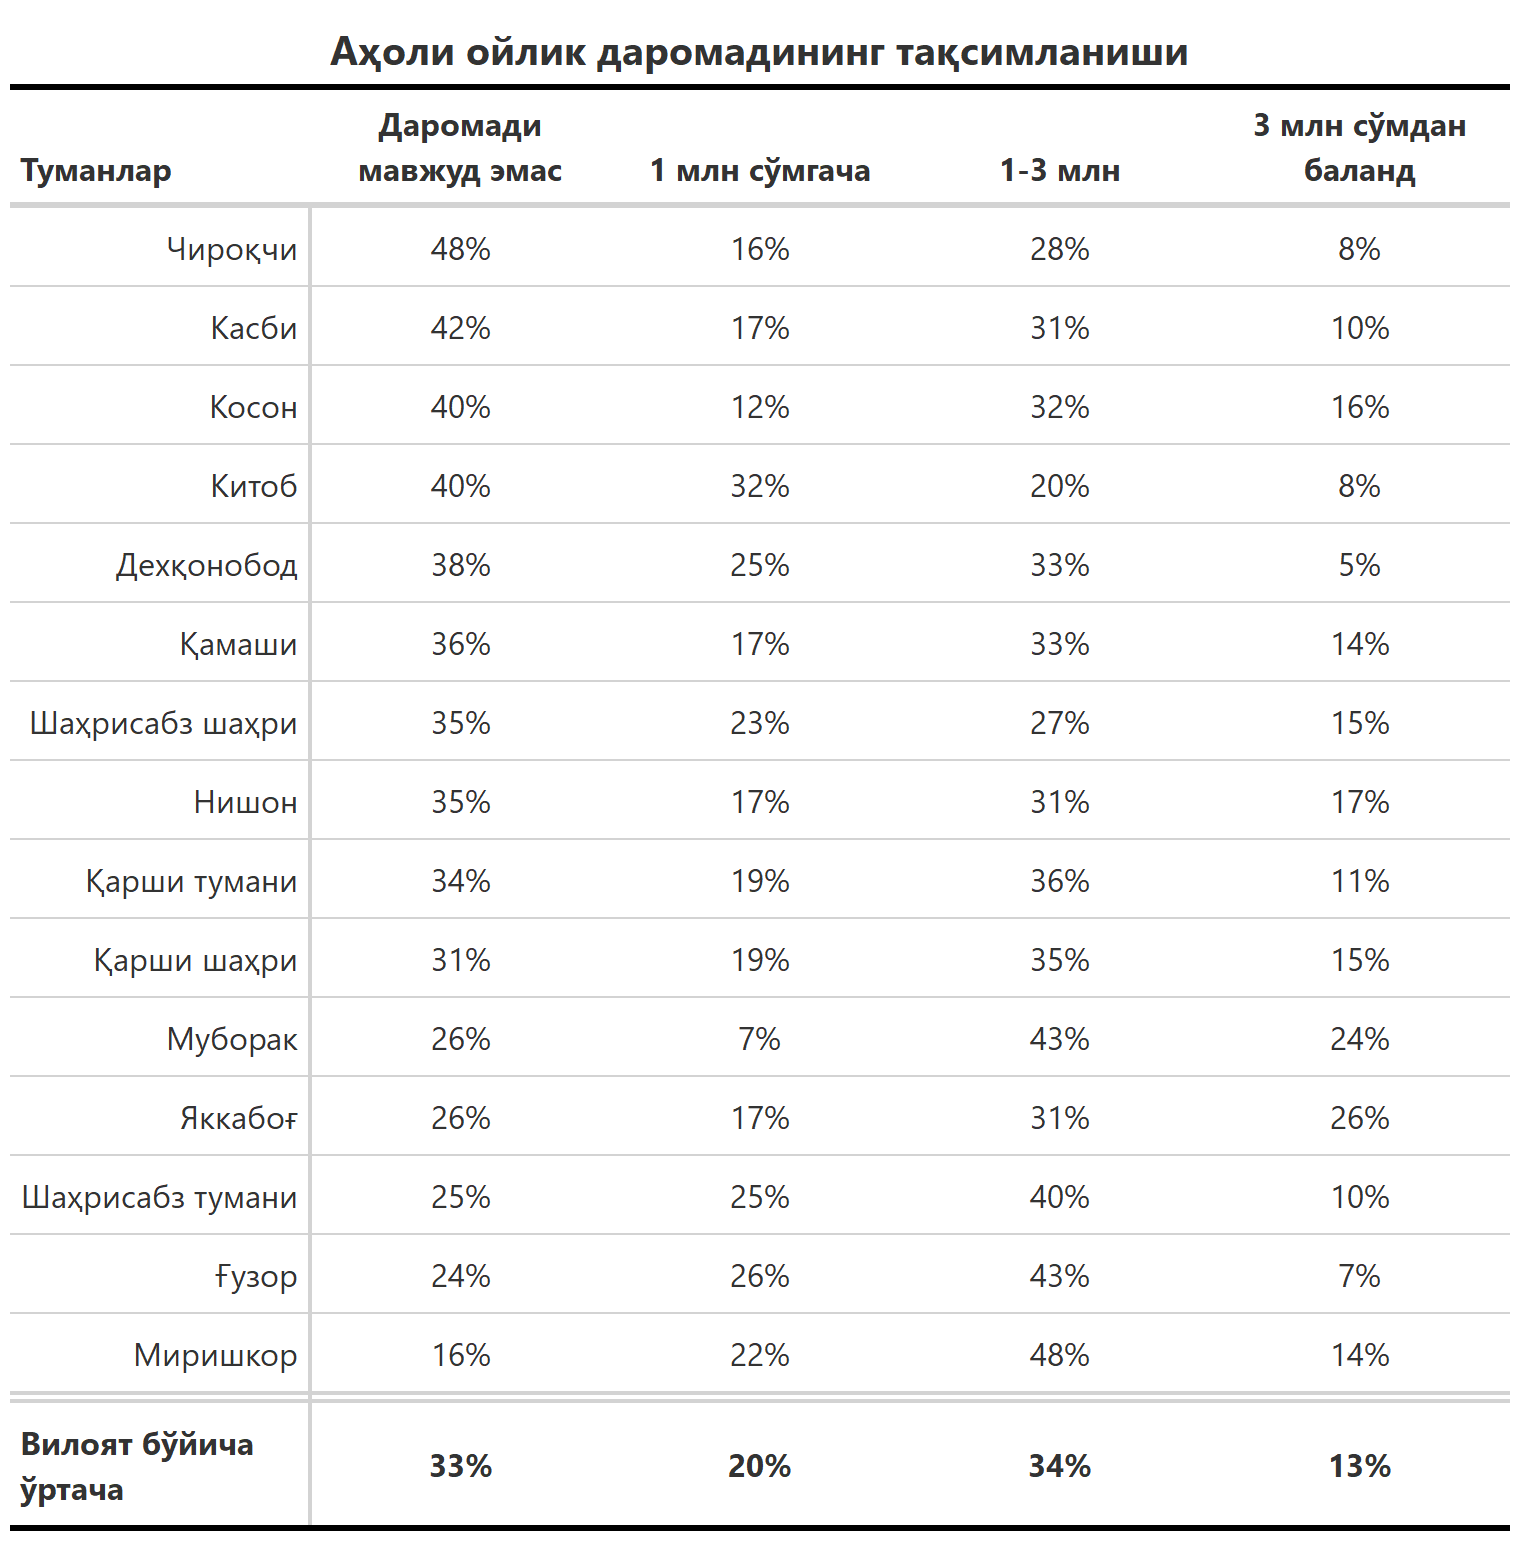 Аҳоли ойлик даромадининг тақсимланиши
Даромади
3 млн сўмдан
Туманлар мавжуд эмас 1 млн сўмгача 1-3 млн баланд
Чироқчи 48% 16% 28% 8%
Касби 42% 17% 31% 10%
Косон 40% 12% 32% 16%
Китоб 40% 32% 20% 8%
Дехқонобод 38% 25% 33% 5%
Қамаши 36% 17% 33% 14%
Шаҳрисабз шаҳри 35% 23% 27% 15%
Нишон 35% 17% 31% 17%
Қарши тумани 34% 19% 36% 11%
Қарши шаҳри 31% 19% 35% 15%
Муборак 26% 7% 43% 24%
Яккабоғ 26% 17% 31% 26%
Шаҳрисабз тумани 25% 25% 40% 10%
Ғузор 24% 26% 43% 7%
Миришкор 16% 22% 48% 14%
Вилоят бўйича
ўртача 33% 20% 34% 13%